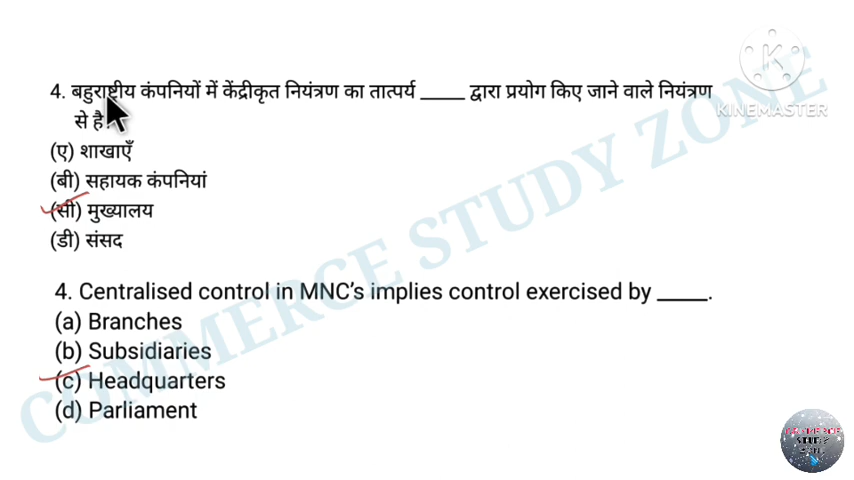 KINEMASTER
4. बहुराष्ट्रीय कंपनियों में केंद्रीकृत नियंत्रण का तात्पर्य _____ द्वारा प्रयोग किए जाने वाले नियंत्रण
से है
(ए) शाखाएँ
(बी) सहायक कंपनियां
(सी) मुख्यालय
(डी) संसद
4. Centralised control in MNC's implies control exercised by _____.
(a) Branches
(b) Subsidiaries
(c) Headquarters
(d) Parliament
COMMERCE STUDY ZONE
STUDY